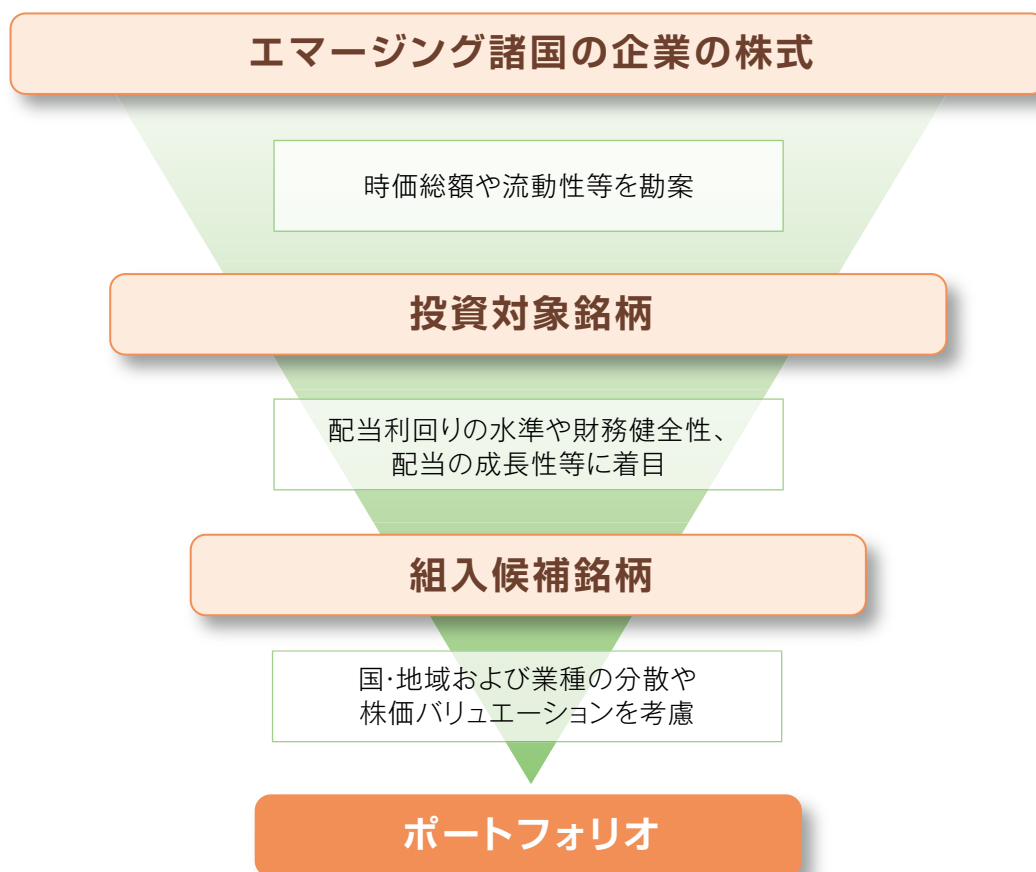 エマージング諸国の企業の株式
時価総額や流動性等を勘案
投資対象銘柄
配当利回りの水準や財務健全性、
配当の成長性等に着目
組入候補銘柄
国・地域および業種の分散や
株価バリュエーションを考慮
ポートフォリオ